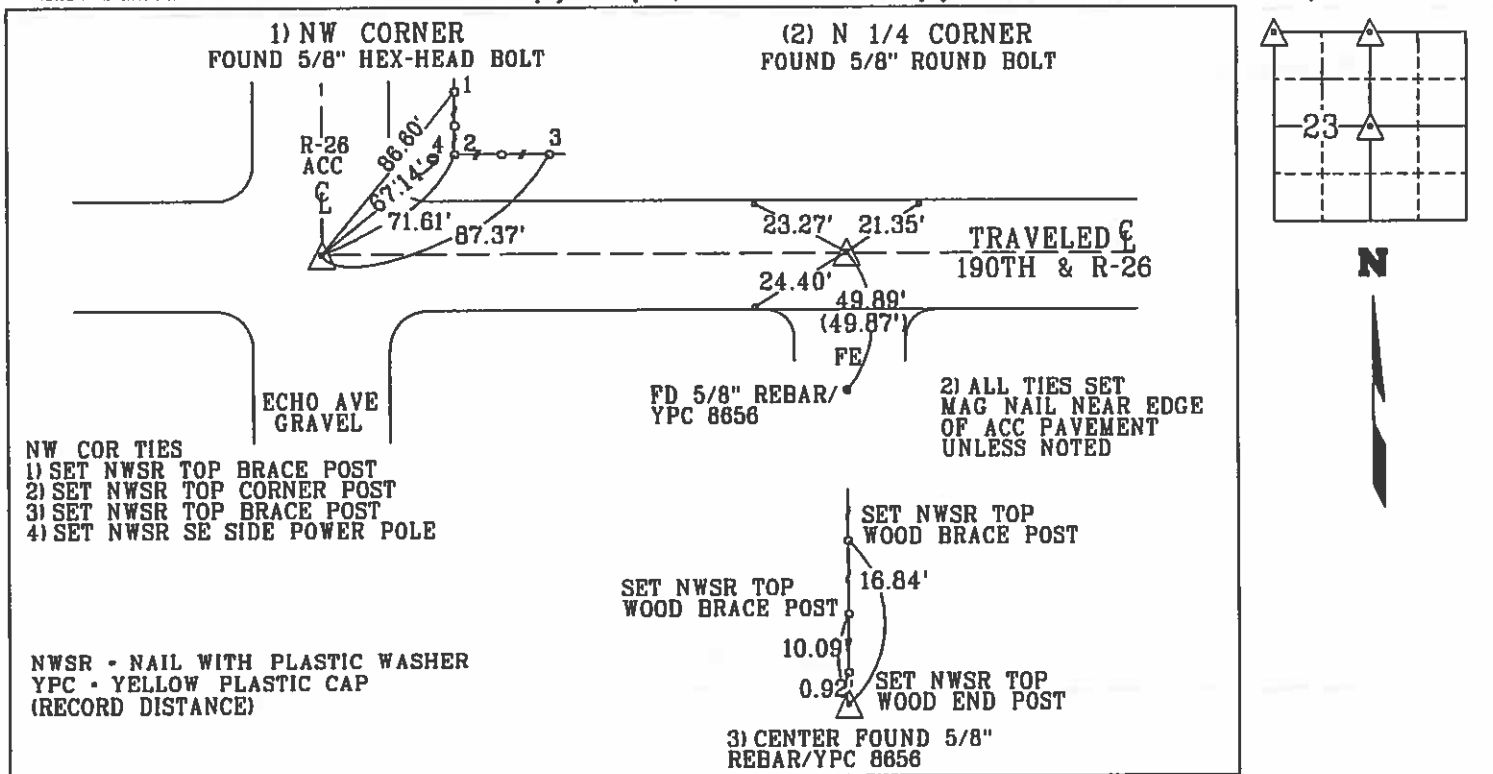 1) NW CORNER
FOUND 5/8" HEX-HEAD BOLT
(2) N 1/4 CORNER
FOUND 5/8" ROUND BOLT
1
2
3
4
R-26
ACC
℄
86.60'
67.14'
71.61'
87.37'
23.27'
21.35'
24.40'
49.89'
(49.87')
TRAVELED ℄
190TH & R-26
FE
FD 5/8" REBAR/
YPC 8656
2) ALL TIES SET
MAG NAIL NEAR EDGE
OF ACC PAVEMENT
UNLESS NOTED
ECHO AVE
GRAVEL
NW COR TIES
1) SET NWSR TOP BRACE POST
2) SET NWSR TOP CORNER POST
3) SET NWSR TOP BRACE POST
4) SET NWSR SE SIDE POWER POLE
SET NWSR TOP
WOOD BRACE POST
16.84'
SET NWSR TOP
WOOD BRACE POST
10.09'
0.92'
SET NWSR TOP
WOOD END POST
3) CENTER FOUND 5/8"
REBAR/YPC 8656
NWSR - NAIL WITH PLASTIC WASHER
YPC - YELLOW PLASTIC CAP
(RECORD DISTANCE)
23
N